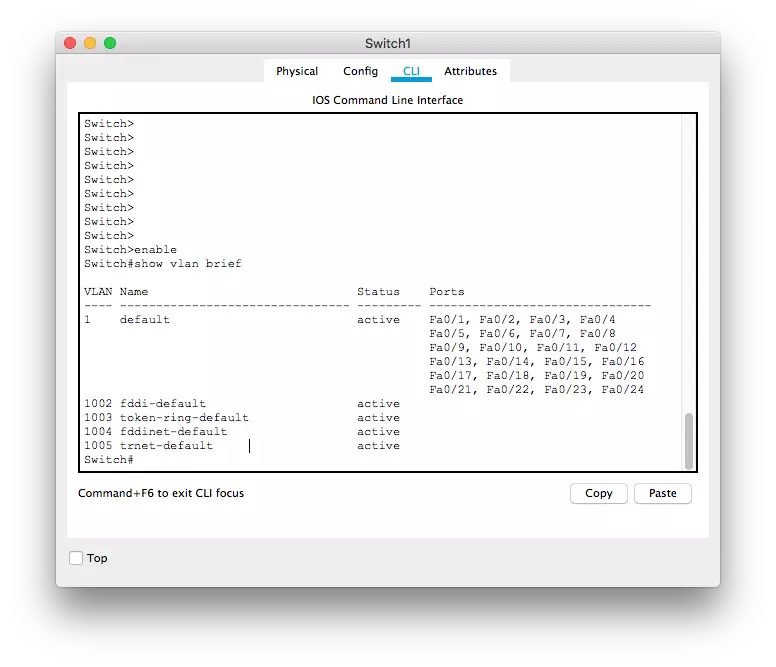 Switch1
Physical Config CLI Attributes
IOS Command Line Interface
Switch>
Switch>
Switch>
Switch>
Switch>
Switch>
Switch>
Switch>
Switch>
Switch>enable
Switch#show vlan brief
VLAN Name                             Status    Ports
---- -------------------------------- --------- -------------------------------
1    default                          active    Fa0/1, Fa0/2, Fa0/3, Fa0/4
                                                Fa0/5, Fa0/6, Fa0/7, Fa0/8
                                                Fa0/9, Fa0/10, Fa0/11, Fa0/12
                                                Fa0/13, Fa0/14, Fa0/15, Fa0/16
                                                Fa0/17, Fa0/18, Fa0/19, Fa0/20
                                                Fa0/21, Fa0/22, Fa0/23, Fa0/24
1002 fddi-default                     active
1003 token-ring-default               active
1004 fddinet-default                  active
1005 trnet-default                    active
Switch#
Command+F6 to exit CLI focus Copy Paste
Top